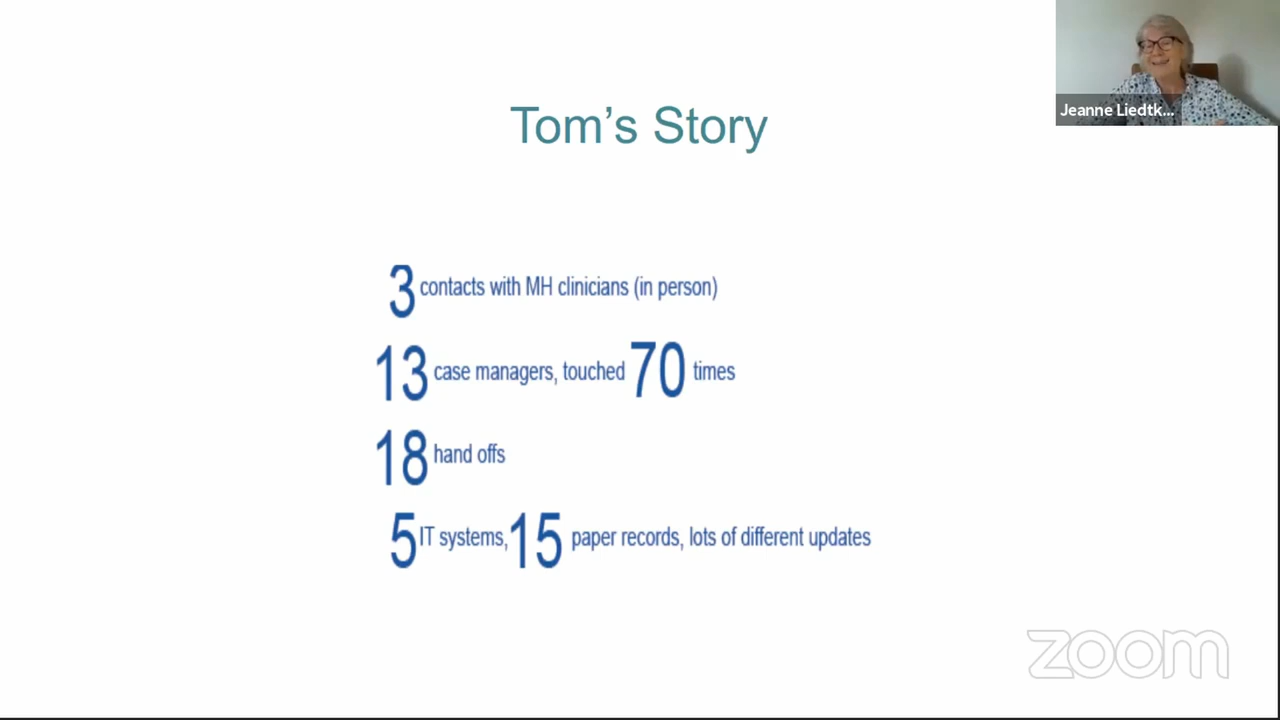 Jeanne Liedtk...
Tom's Story
3 contacts with MH clinicians (in person)
13 case managers, touched 70 times
18 hand offs
5 IT systems, 15 paper records, lots of different updates
zoom